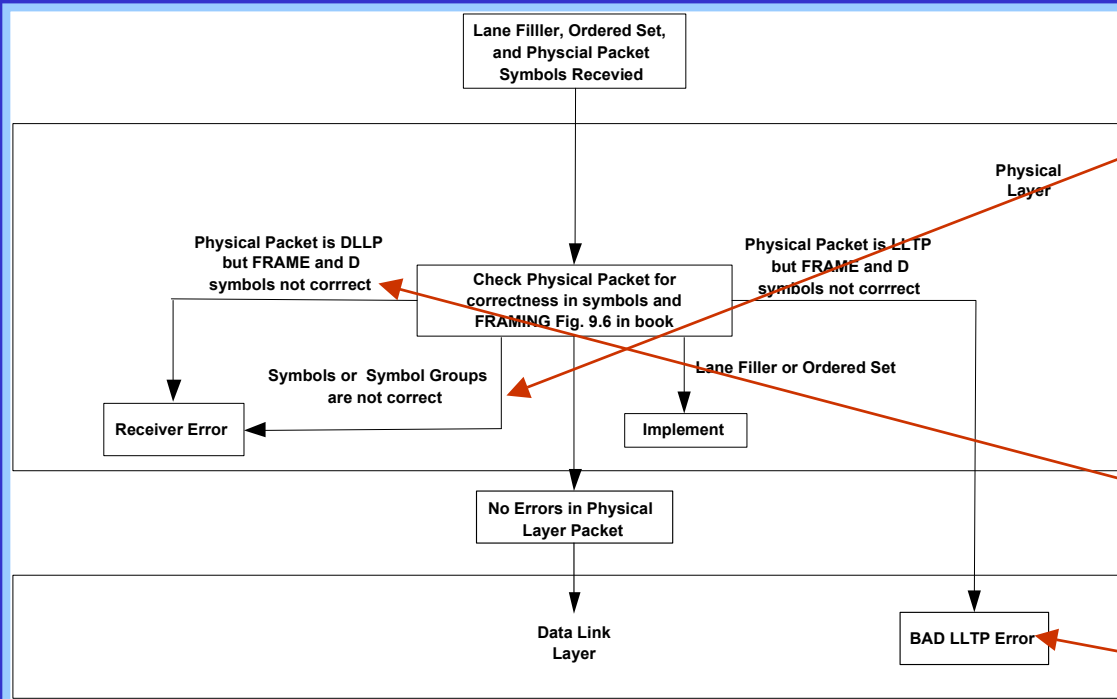 Lane Filller, Ordered Set,
and Physcial Packet
Symbols Recevied
Physical
Layer
Physical Packet is DLLP
but FRAME and D
symbols not corrrect
Physical Packet is LLTP
but FRAME and D
symbols not corrrect
Check Physical Packet for
correctness in symbols and
FRAMING Fig. 9.6 in book
Lane Filler or Ordered Set
Symbols or Symbol Groups
are not correct
Receiver Error
Implement
No Errors in Physical
Layer Packet
Data Link
Layer
BAD LLTP Error